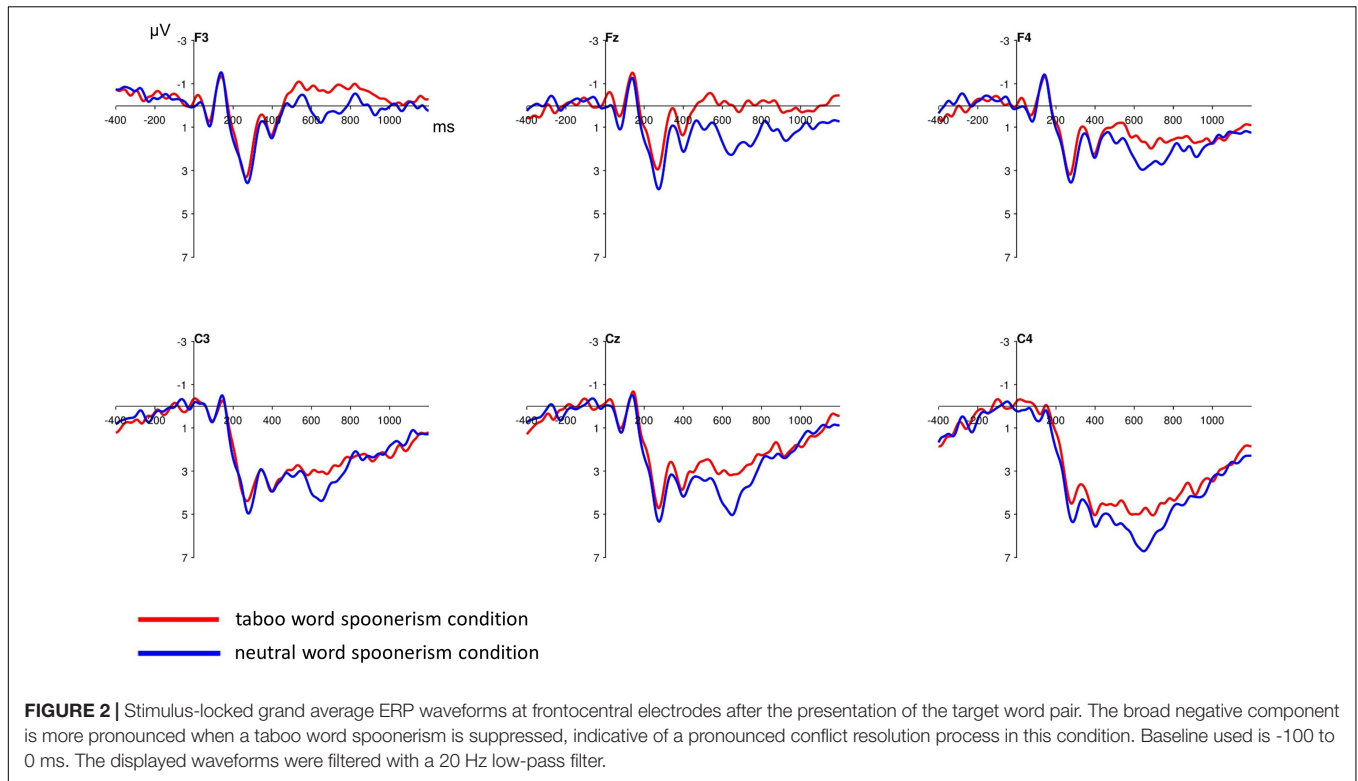 µV
-3 F3
-1
-400 -200 200 400 600 800 1000
1
ms
3
5
7
-3 Fz
-1
-400 -200 200 400 600 800 1000
1
3
5
7
-3 F4
-1
-400 -200 200 400 600 800 1000
1
3
5
7
-3 C3
-1
-400 -200 200 400 600 800 1000
1
3
5
7
-3 Cz
-1
-400 -200 200 400 600 800 1000
1
3
5
7
-3 C4
-1
-400 -200 200 400 600 800 1000
1
3
5
7
taboo word spoonerism condition
neutral word spoonerism condition
FIGURE 2 | Stimulus-locked grand average ERP waveforms at frontocentral electrodes after the presentation of the target word pair. The broad negative component
is more pronounced when a taboo word spoonerism is suppressed, indicative of a pronounced conflict resolution process in this condition. Baseline used is -100 to
0 ms. The displayed waveforms were filtered with a 20 Hz low-pass filter.